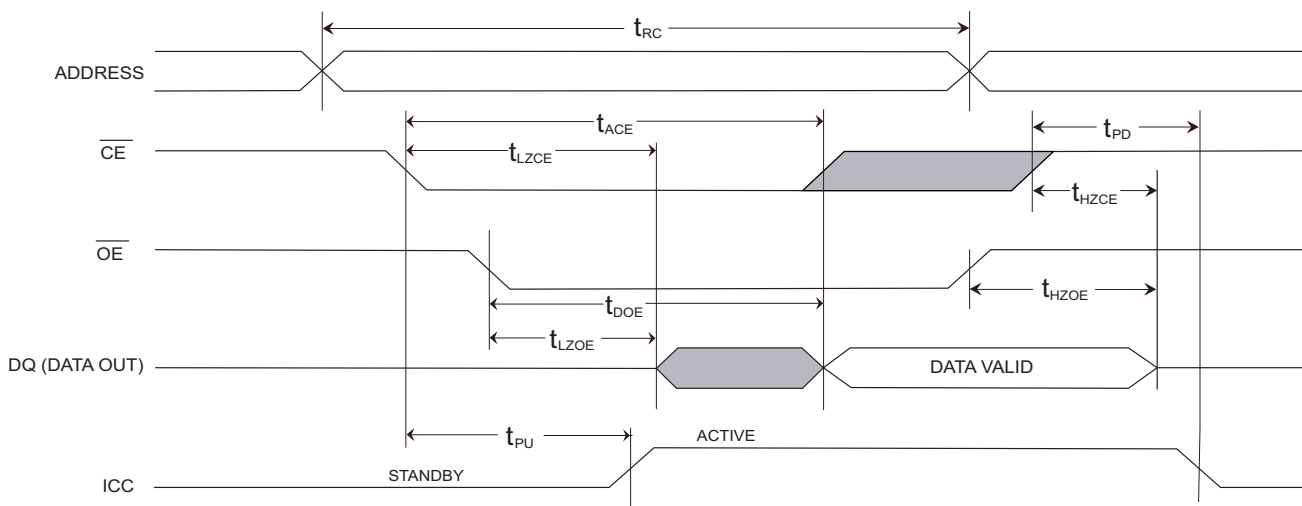 tRC
ADDRESS
tACE
tPD
CE
tLZCE
tHZCE
OE
tHZOE
tDOE
tLZOE
DQ (DATA OUT)
DATA VALID
tPU
ACTIVE
STANDBY
ICC